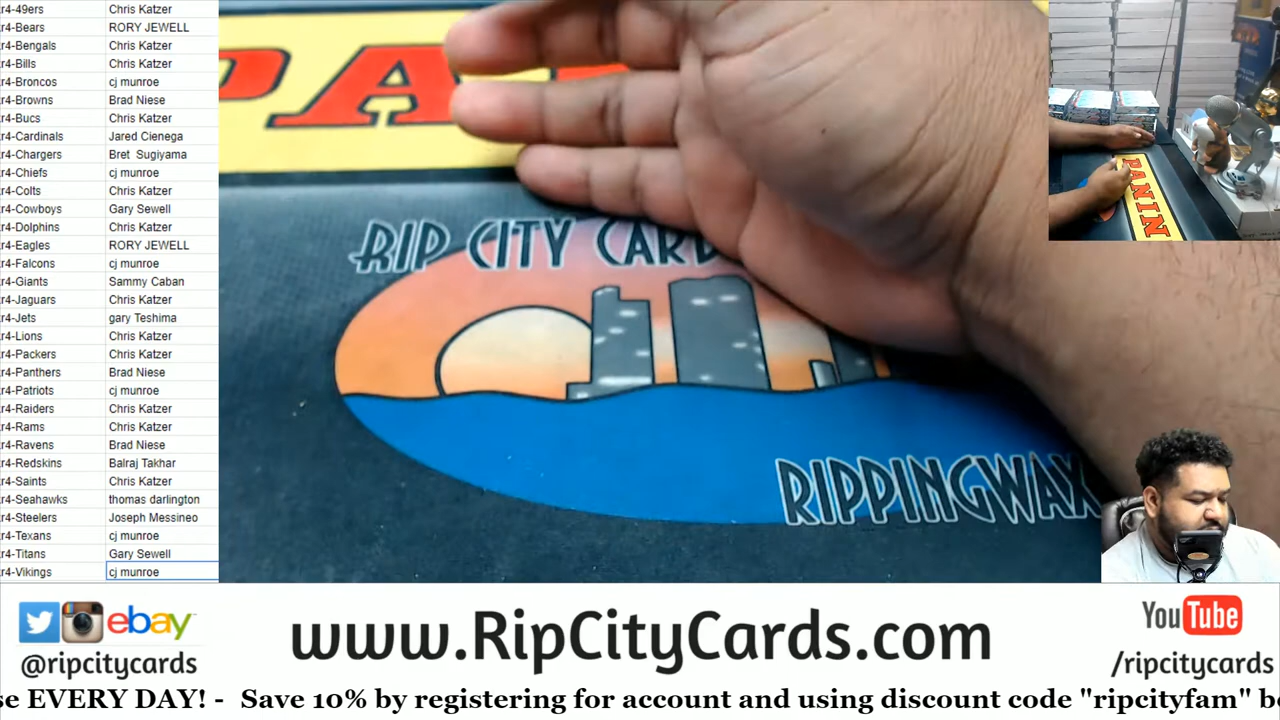 r4-49ers Chris Katzer
r4-Bears RORY JEWELL
r4-Bengals Chris Katzer
r4-Bills Chris Katzer
r4-Broncos cj munroe
r4-Browns Brad Niese
r4-Bucs Chris Katzer
r4-Cardinals Jared Cienega
r4-Chargers Bret Sugiyama
r4-Chiefs cj munroe
r4-Colts Chris Katzer
r4-Cowboys Gary Sewell
r4-Dolphins Chris Katzer
r4-Eagles RORY JEWELL
r4-Falcons cj munroe
r4-Giants Sammy Caban
r4-Jaguars Chris Katzer
r4-Jets gary Teshima
r4-Lions Chris Katzer
r4-Packers Chris Katzer
r4-Panthers Brad Niese
r4-Patriots cj munroe
r4-Raiders Chris Katzer
r4-Rams Chris Katzer
r4-Ravens Brad Niese
r4-Redskins Balraj Takhar
r4-Saints Chris Katzer
r4-Seahawks thomas darlington
r4-Steelers Joseph Messineo
r4-Texans cj munroe
r4-Titans Gary Sewell
r4-Vikings cj munroe
PA
RIP CITY CARD
RIPPINGWAX
PANINI
ebay
@ripcitycards
www.RipCityCards.com
YouTube
/ripcitycards
se EVERY DAY! - Save 10% by registering for account and using discount code "ripcityfam" be